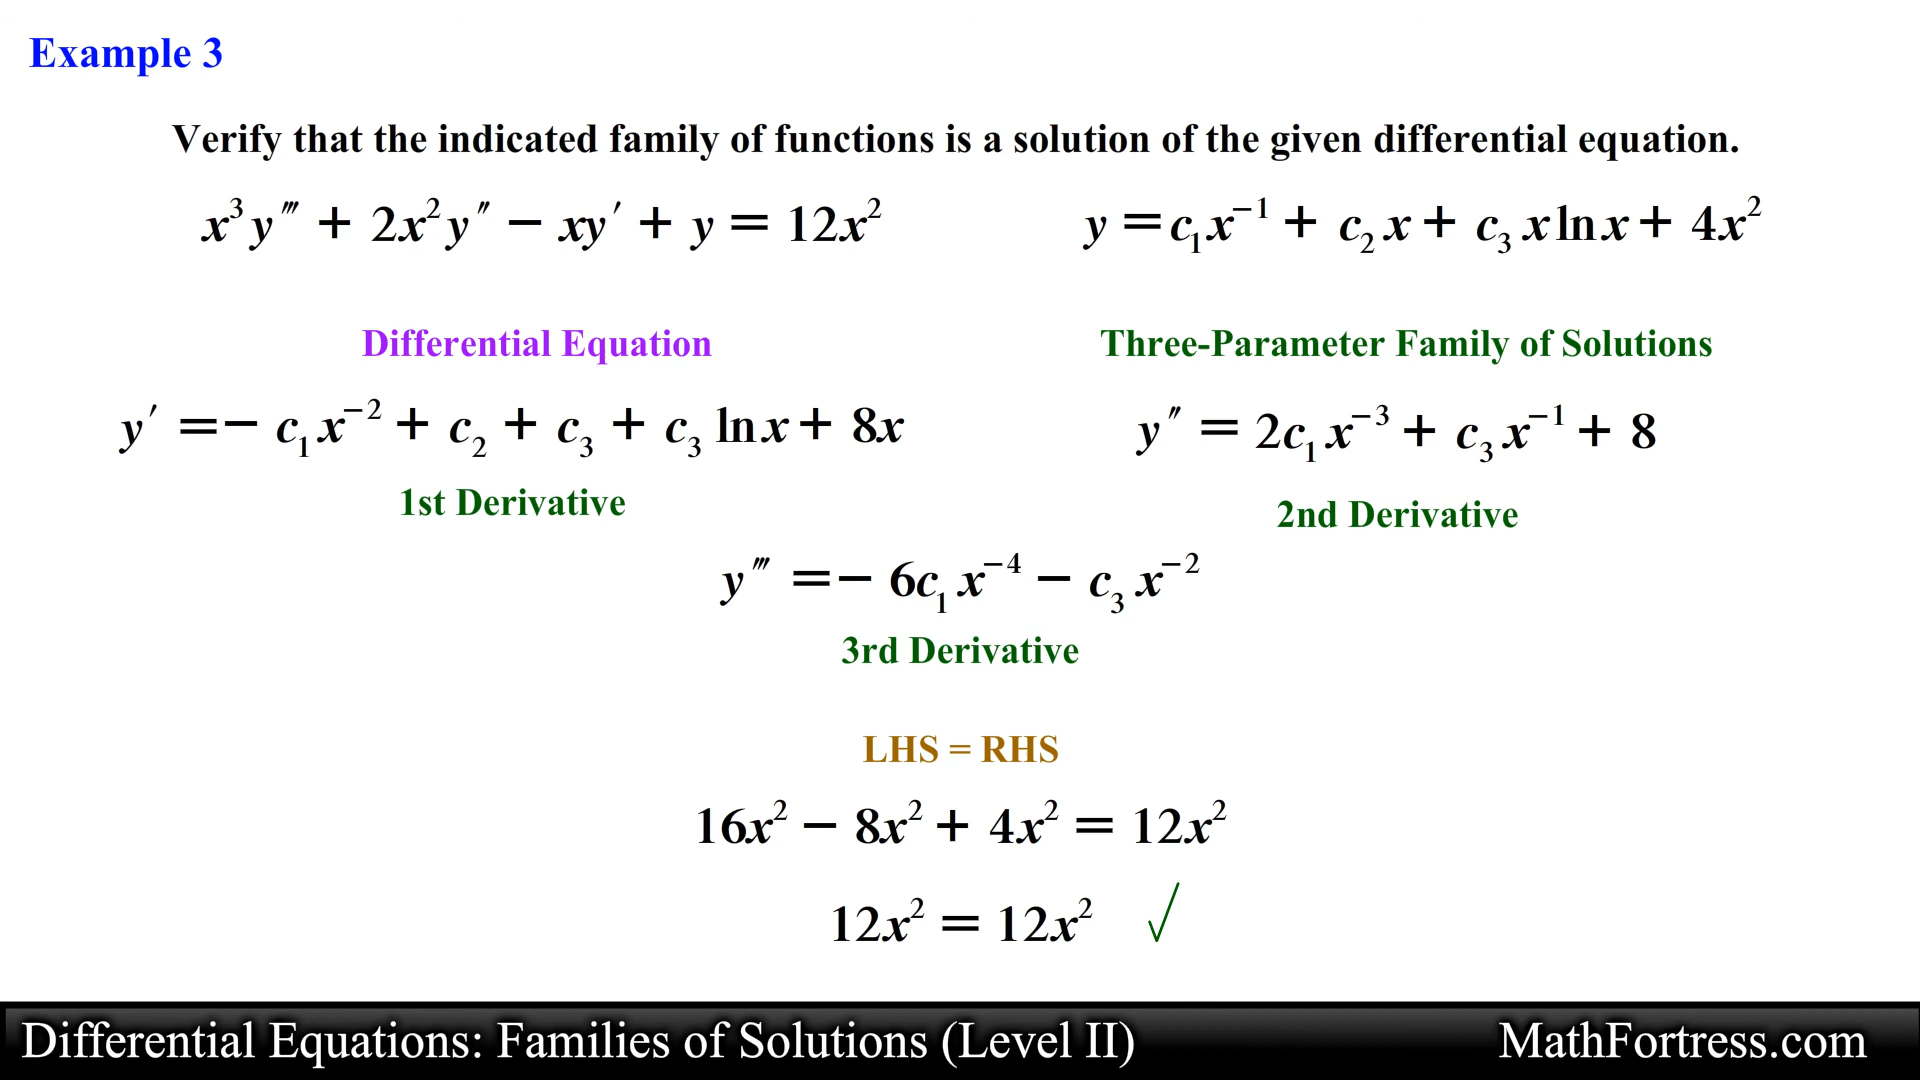 Example 3
Verify that the indicated family of functions is a solution of the given differential equation.
x³y‴ + 2x²y″ − xy′ + y = 12x²
y = c₁x⁻¹ + c₂x + c₃x ln x + 4x²
Differential Equation
Three-Parameter Family of Solutions
y′ = − c₁x⁻² + c₂ + c₃ + c₃ ln x + 8x
y″ = 2c₁x⁻³ + c₃x⁻¹ + 8
1st Derivative
2nd Derivative
y‴ = − 6c₁x⁻⁴ − c₃x⁻²
3rd Derivative
LHS = RHS
16x² − 8x² + 4x² = 12x²
12x² = 12x² √
Differential Equations: Families of Solutions (Level II)
MathFortress.com